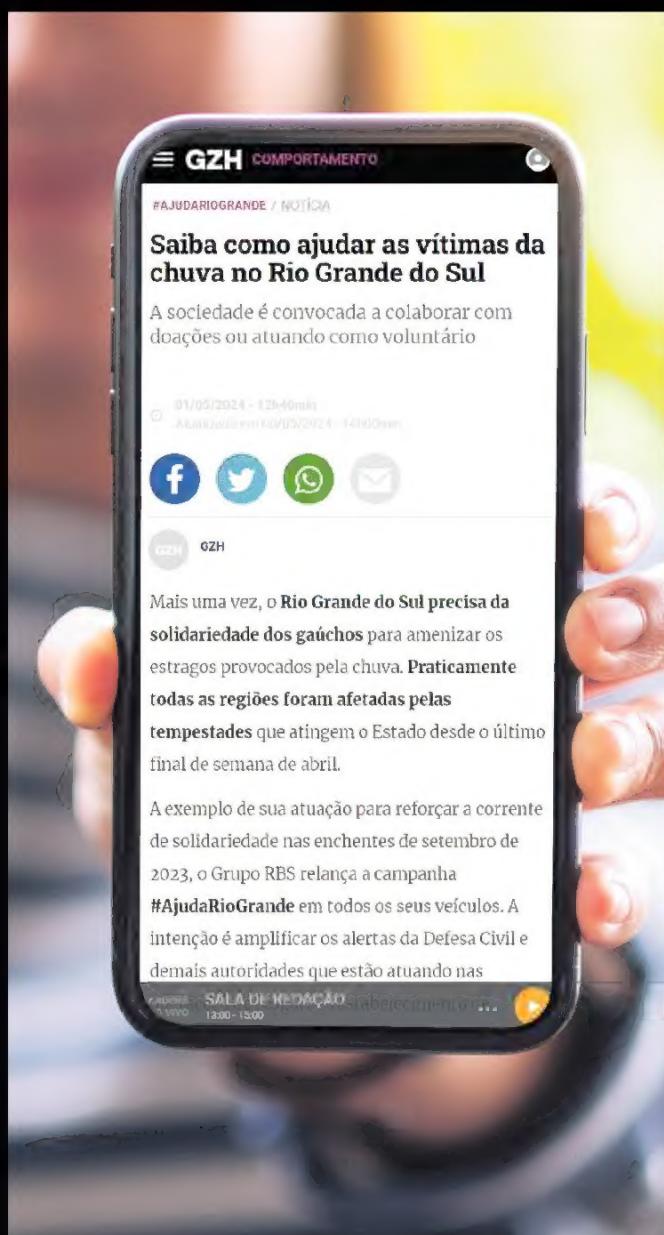 GZH COMPORTAMENTO
#AJUDARIOGRANDE / NOTÍCIA
Saiba como ajudar as vítimas da
chuva no Rio Grande do Sul
A sociedade é convocada a colaborar com
doações ou atuando como voluntário
01/05/2024 - 12h40min
GZH GZH
Mais uma vez, o Rio Grande do Sul precisa da
solidariedade dos gaúchos para amenizar os
estragos provocados pela chuva. Praticamente
todas as regiões foram afetadas pelas
tempestades que atingem o Estado desde o último
final de semana de abril.
A exemplo de sua atuação para reforçar a corrente
de solidariedade nas enchentes de setembro de
2023, o Grupo RBS relança a campanha
#AjudaRioGrande em todos os seus veículos. A
intenção é amplificar os alertas da Defesa Civil e
demais autoridades que estão atuando nas
SALA DE REDAÇÃO
13:00 - 15:00